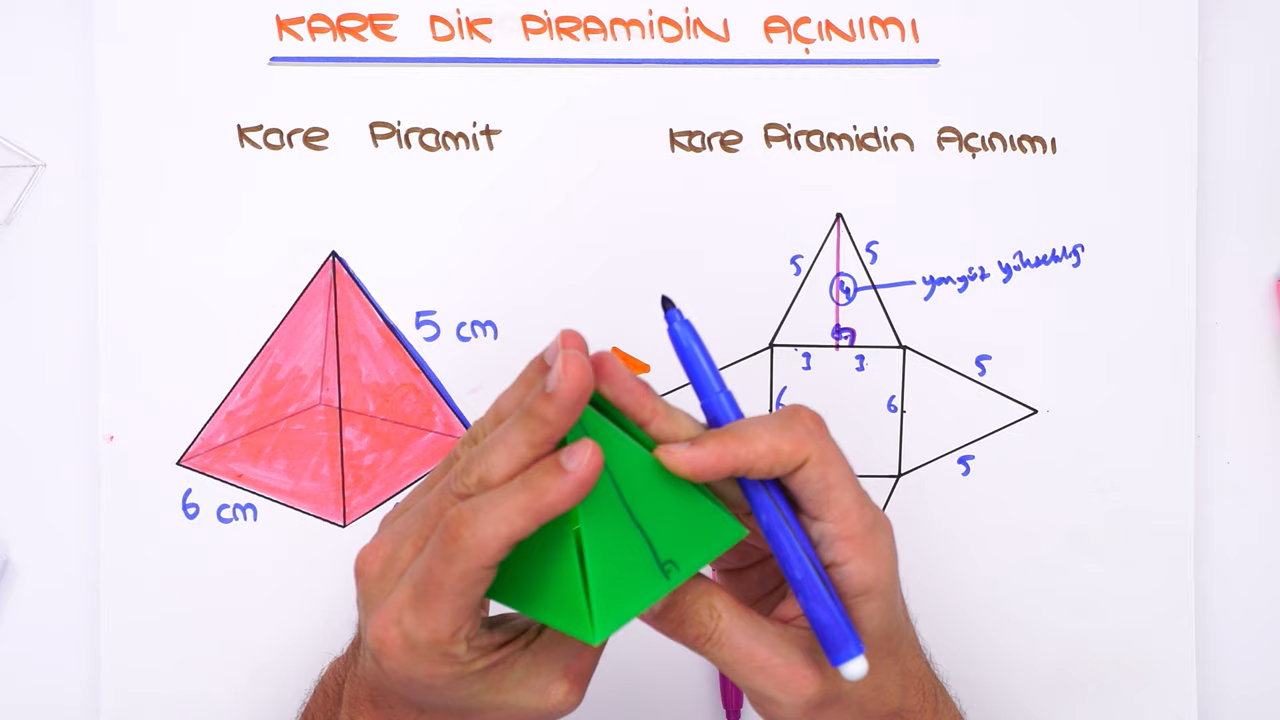 KARE DİK PİRAMİDİN AÇINIMI
Kare Piramit
Kare Piramidin Açınımı
5 5
4
yanyüz yüksekliği
5 cm
3 3
5
6 6
5
6 cm